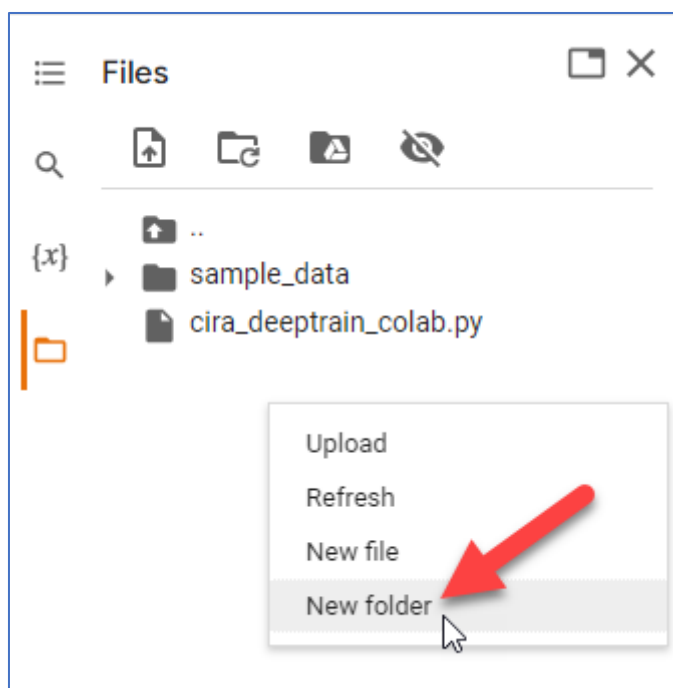 Files
{x}
..
sample_data
cira_deeptrain_colab.py
Upload
Refresh
New file
New folder